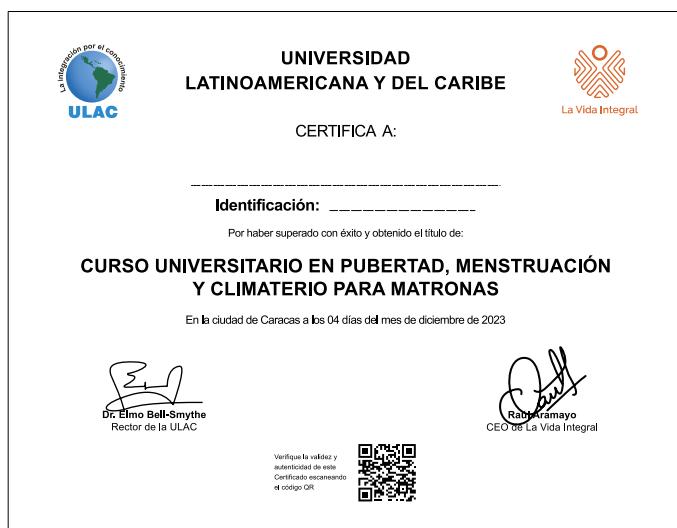 La integración por el conocimiento
ULAC
UNIVERSIDAD
LATINOAMERICANA Y DEL CARIBE
La Vida Integral
CERTIFICA A:
Identificación:
Por haber superado con éxito y obtenido el título de:
CURSO UNIVERSITARIO EN PUBERTAD, MENSTRUACIÓN
Y CLIMATERIO PARA MATRONAS
En la ciudad de Caracas a los 04 días del mes de diciembre de 2023
Dr. Elmo Bell-Smythe
Rector de la ULAC
Raúl Aramayo
CEO de La Vida Integral
Verifique la validez y
autenticidad de este
Certificado escaneando
el código QR